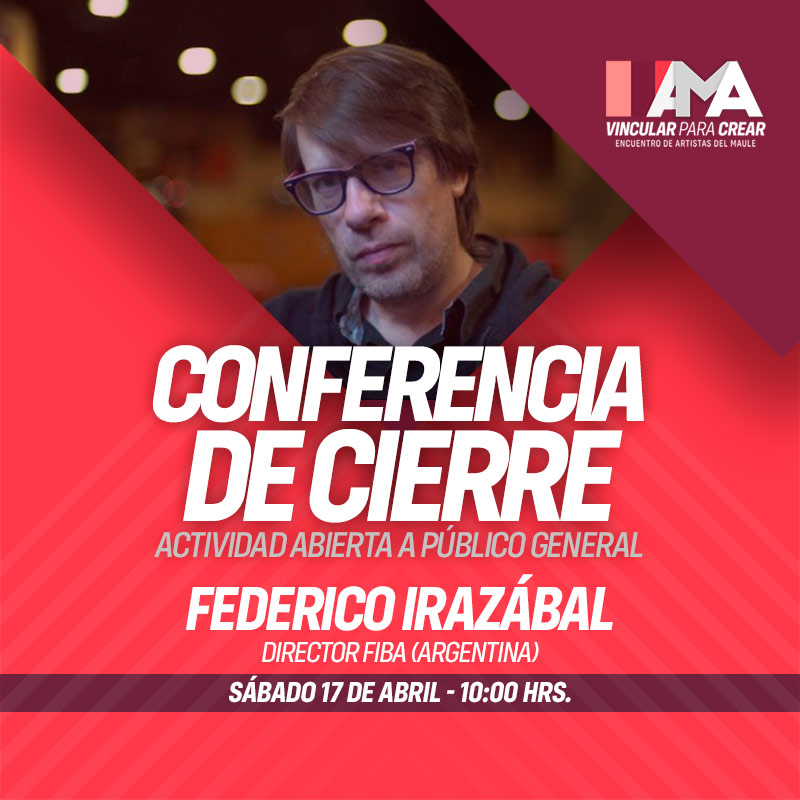 IIAMA
VINCULAR PARA CREAR
ENCUENTRO DE ARTISTAS DEL MAULE
CONFERENCIA
DE CIERRE
ACTIVIDAD ABIERTA A PÚBLICO GENERAL
FEDERICO IRAZÁBAL
DIRECTOR FIBA (ARGENTINA)
SÁBADO 17 DE ABRIL - 10:00 HRS.